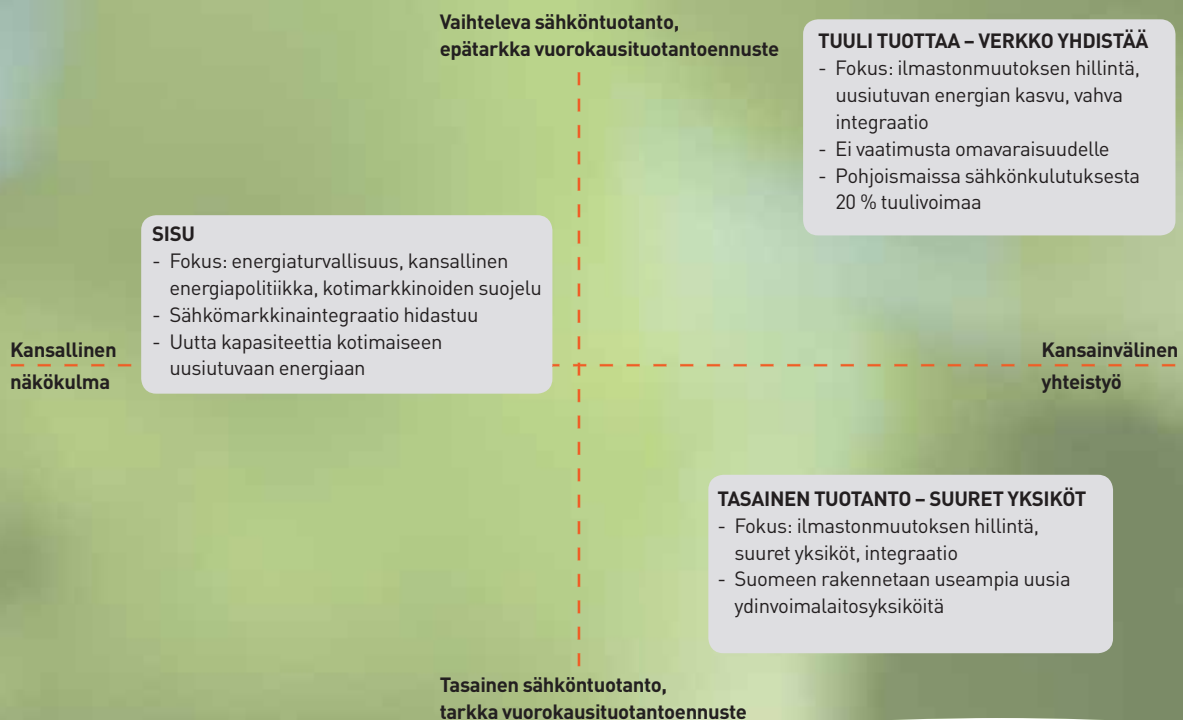 Vaihteleva sähköntuotanto,
epätarkka vuorokausituotantoennuste
TUULI TUOTTAA – VERKKO YHDISTÄÄ
- Fokus: ilmastonmuutoksen hillintä,
uusiutuvan energian kasvu, vahva
integraatio
- Ei vaatimusta omavaraisuudelle
- Pohjoismaissa sähkönkulutuksesta
20 % tuulivoimaa
SISU
- Fokus: energiaturvallisuus, kansallinen
energiapolitiikka, kotimarkkinoiden suojelu
- Sähkömarkkinaintegraatio hidastuu
- Uutta kapasiteettia kotimaiseen
uusiutuvaan energiaan
Kansallinen
näkökulma
Kansainvälinen
yhteistyö
TASAINEN TUOTANTO – SUURET YKSIKÖT
- Fokus: ilmastonmuutoksen hillintä,
suuret yksiköt, integraatio
- Suomeen rakennetaan useampia uusia
ydinvoimalaitosyksiköitä
Tasainen sähköntuotanto,
tarkka vuorokausituotantoennuste